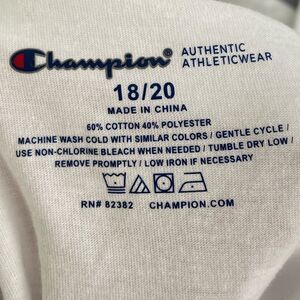 Champion® AUTHENTIC
ATHLETICWEAR
18/20
MADE IN CHINA
60% COTTON 40% POLYESTER
MACHINE WASH COLD WITH SIMILAR COLORS / GENTLE CYCLE /
USE NON-CHLORINE BLEACH WHEN NEEDED / TUMBLE DRY LOW /
REMOVE PROMPTLY / LOW IRON IF NECESSARY
RN# 82382 CHAMPION.COM